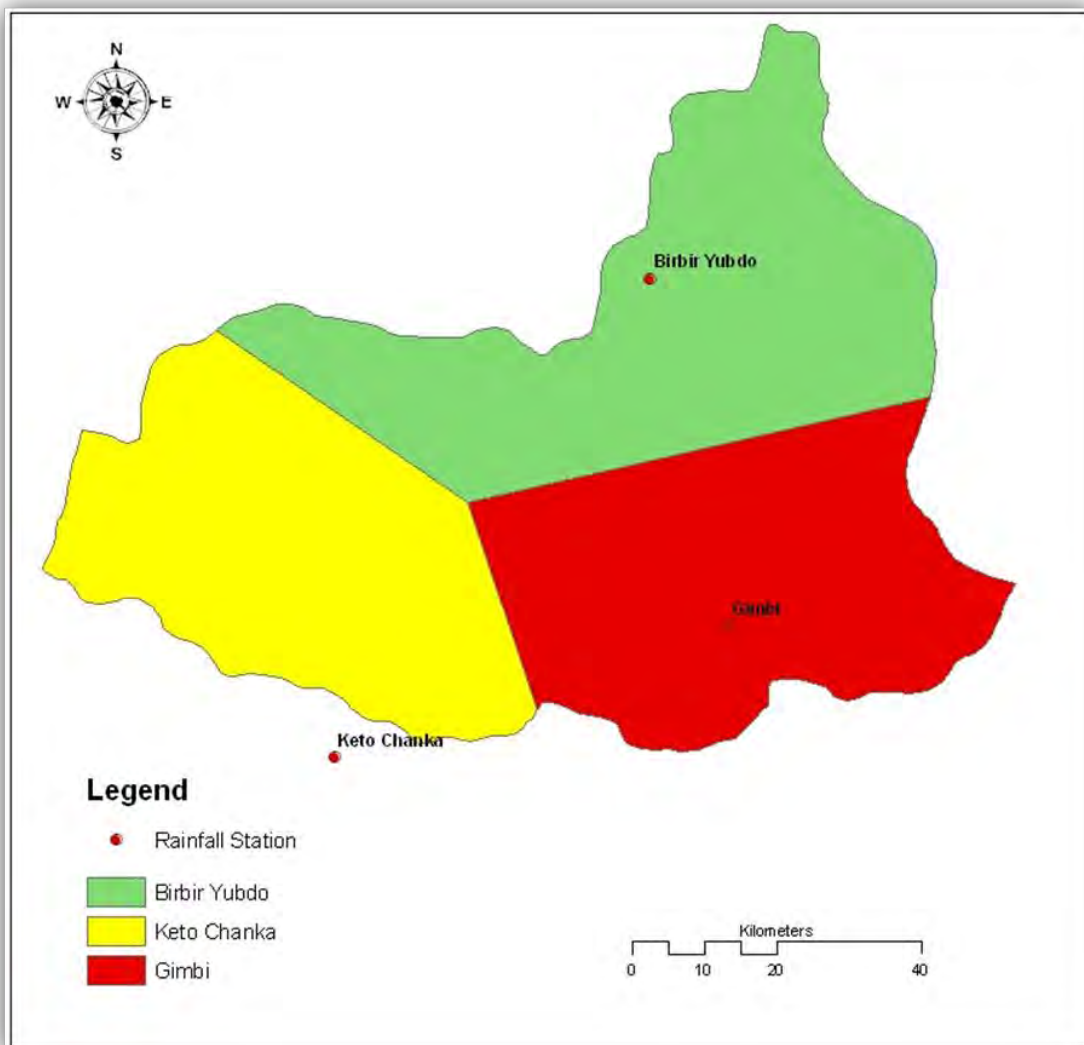 N
W E
S
Birbir Yubdo
Gimbi
Keto Chanka
Legend
Rainfall Station
Birbir Yubdo
Keto Chanka
Gimbi
Kilometers
0 10 20 40